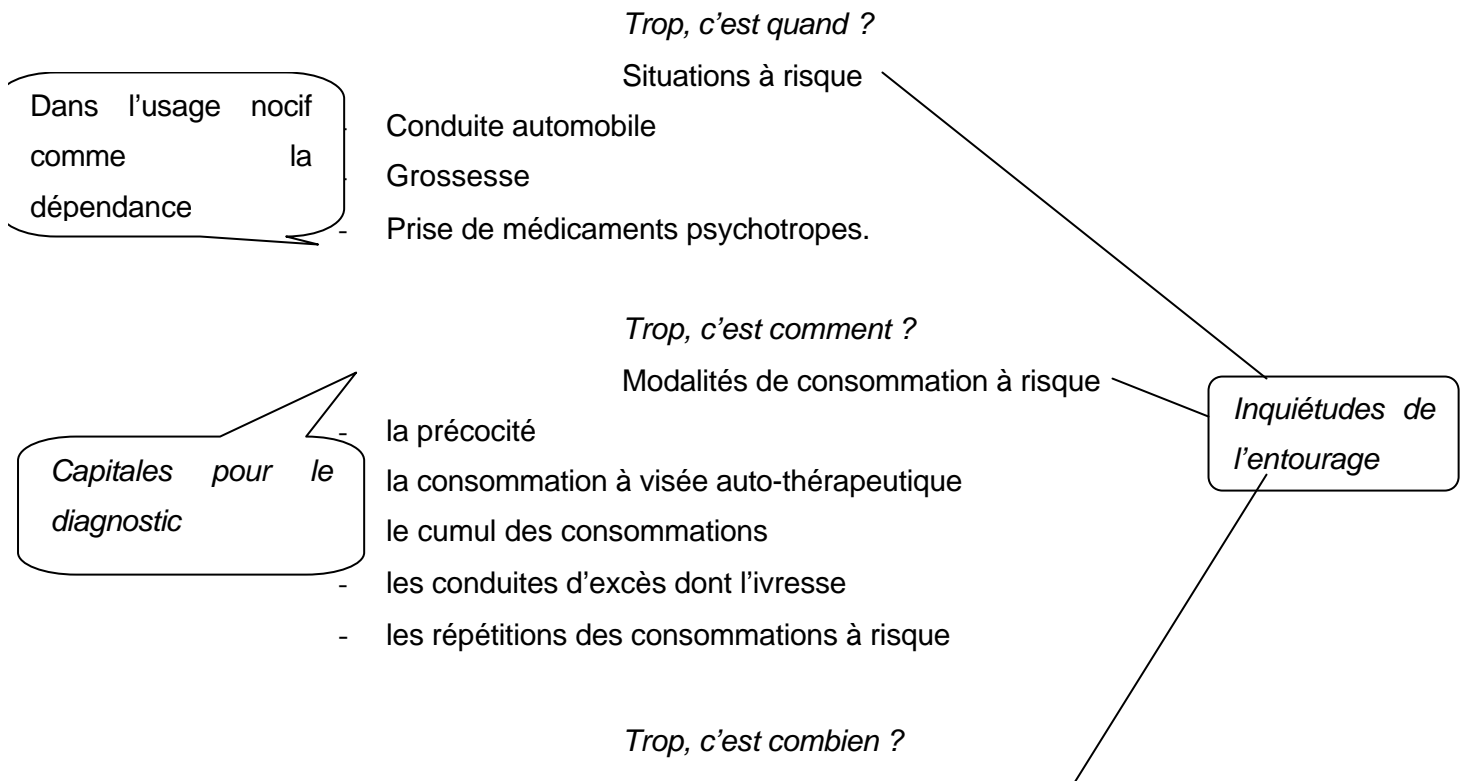 Trop, c’est quand ?
Situations à risque
Dans l’usage nocif
comme la
dépendance
- Conduite automobile
- Grossesse
- Prise de médicaments psychotropes.
Trop, c’est comment ?
Modalités de consommation à risque
Inquiétudes de
l’entourage
Capitales pour le
diagnostic
- la précocité
la consommation à visée auto-thérapeutique
le cumul des consommations
- les conduites d’excès dont l’ivresse
- les répétitions des consommations à risque
Trop, c’est combien ?